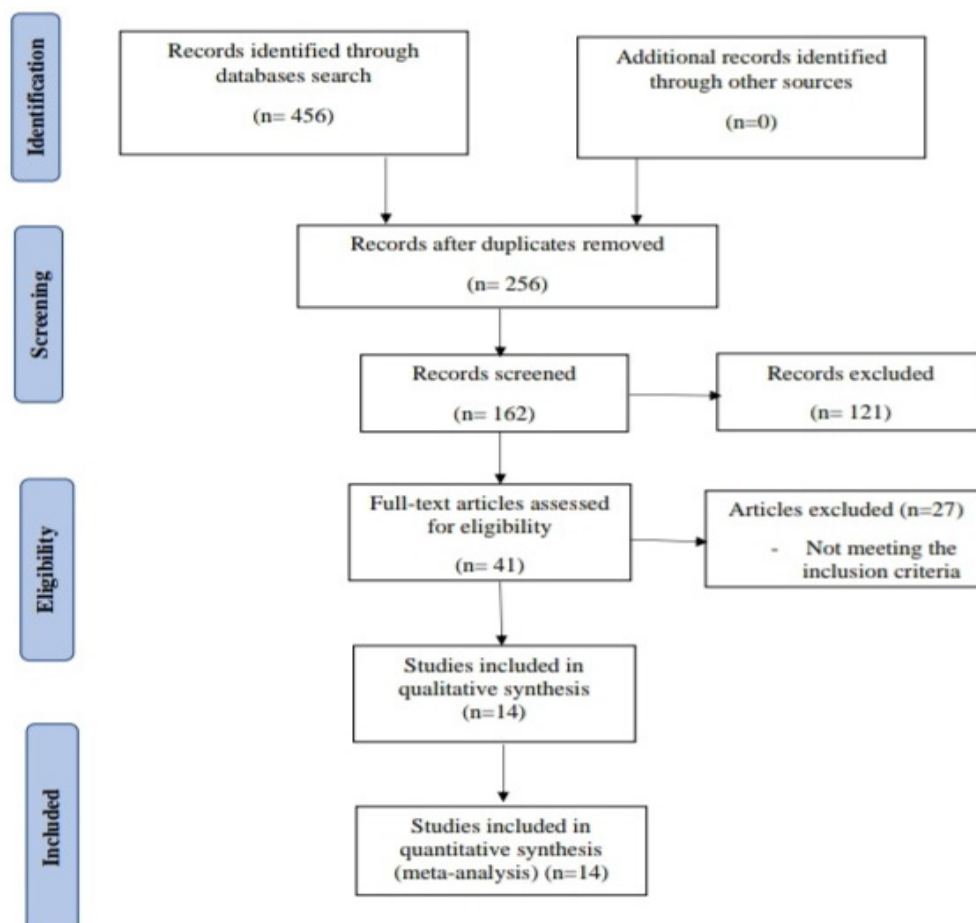 Identification
Records identified through
databases search
(n= 456)
Additional records identified
through other sources
(n=0)
Screening
Records after duplicates removed
(n= 256)
Records screened
(n= 162)
Records excluded
(n= 121)
Eligibility
Full-text articles assessed
for eligibility
(n= 41)
Articles excluded (n=27)
- Not meeting the
inclusion criteria
Studies included in
qualitative synthesis
(n=14)
Included
Studies included in
quantitative synthesis
(meta-analysis) (n=14)